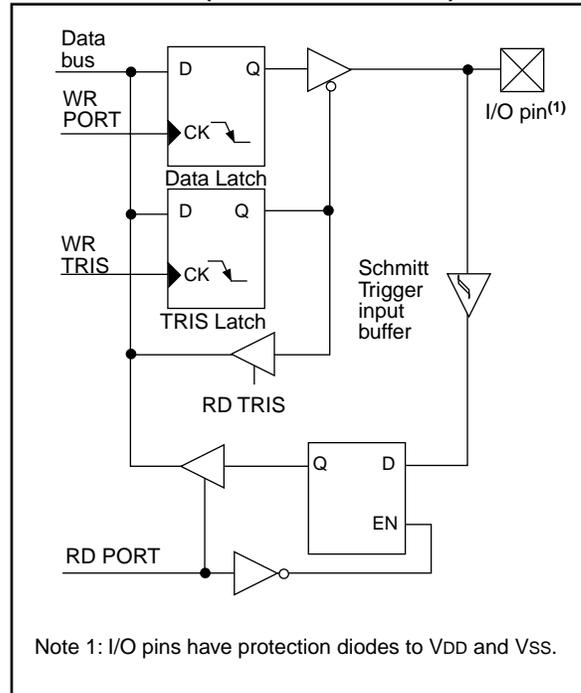 Data
bus
D
Q
WR
PORT
CK
I/O pin(1)
Data Latch
D
Q
WR
TRIS
CK
Schmitt
Trigger
input
buffer
TRIS Latch
RD TRIS
Q
D
EN
RD PORT
Note 1: I/O pins have protection diodes to VDD and VSS.